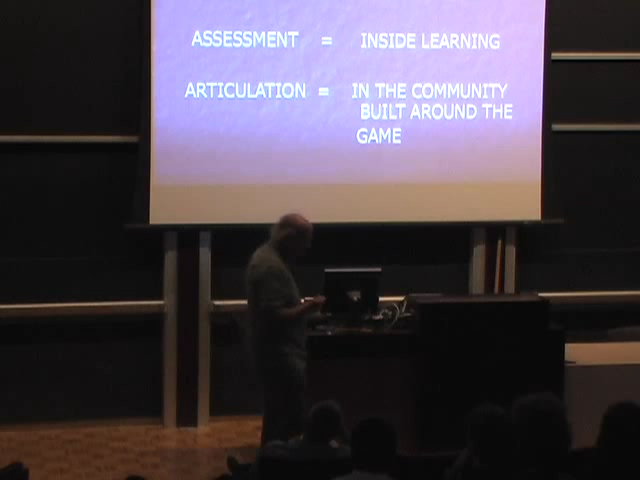 ASSESSMENT = INSIDE LEARNING
ARTICULATION = IN THE COMMUNITY
BUILT AROUND THE
GAME